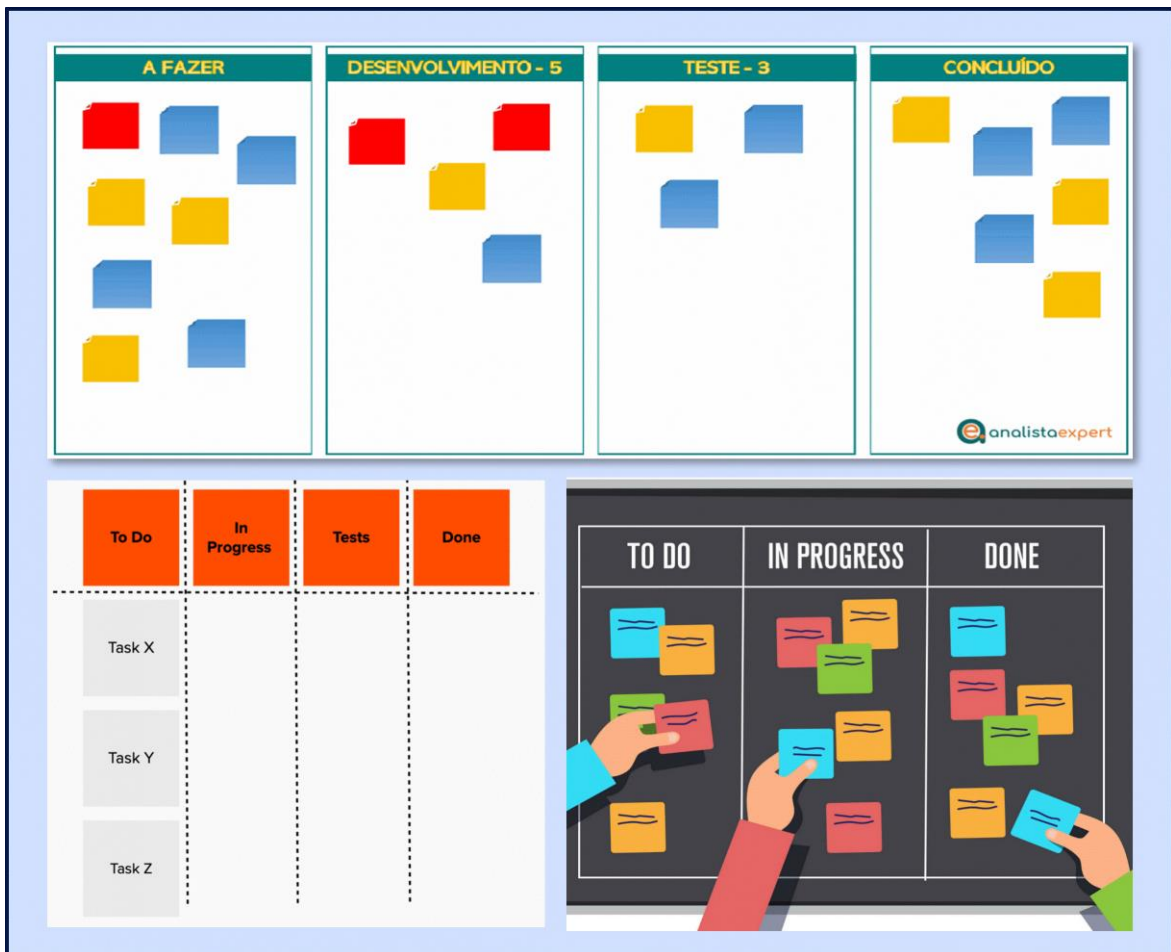 A FAZER
DESENVOLVIMENTO - 5
TESTE - 3
CONCLUÍDO
analistaexpert
To Do
In
Progress
Tests
Done
Task X
Task Y
Task Z
TO DO
IN PROGRESS
DONE